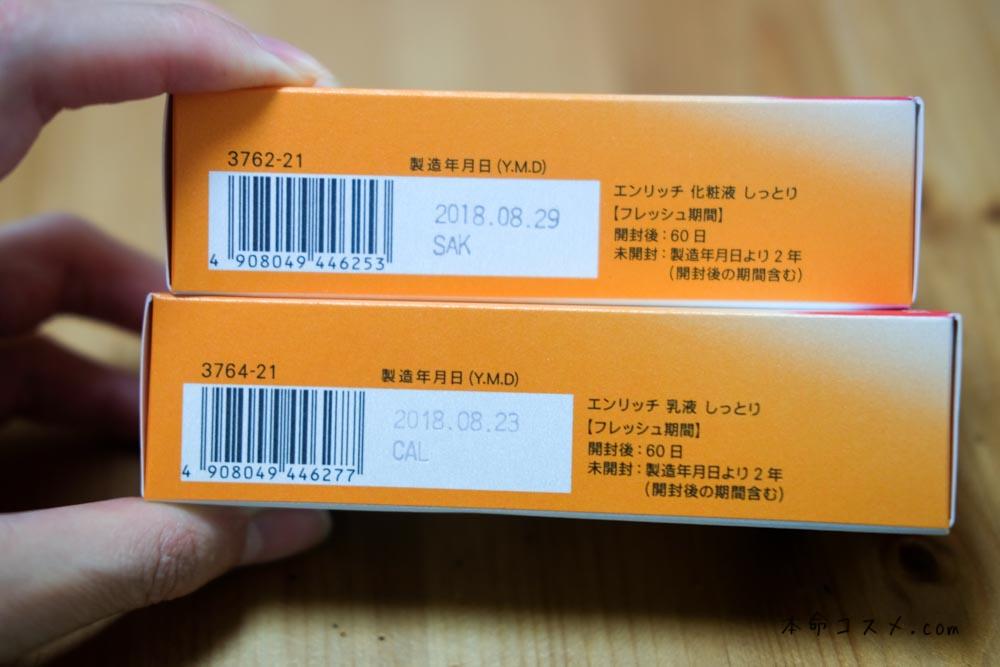 3762-21
製造年月日(Y.M.D)
2018.08.29
SAK
4 908049 446253
エンリッチ 化粧液 しっとり
【フレッシュ期間】
開封後:60日
未開封:製造年月日より2年
(開封後の期間含む)
3764-21
製造年月日(Y.M.D)
2018.08.23
CAL
4 908049 446277
エンリッチ 乳液 しっとり
【フレッシュ期間】
開封後:60日
未開封:製造年月日より2年
(開封後の期間含む)
本命コスメ.com